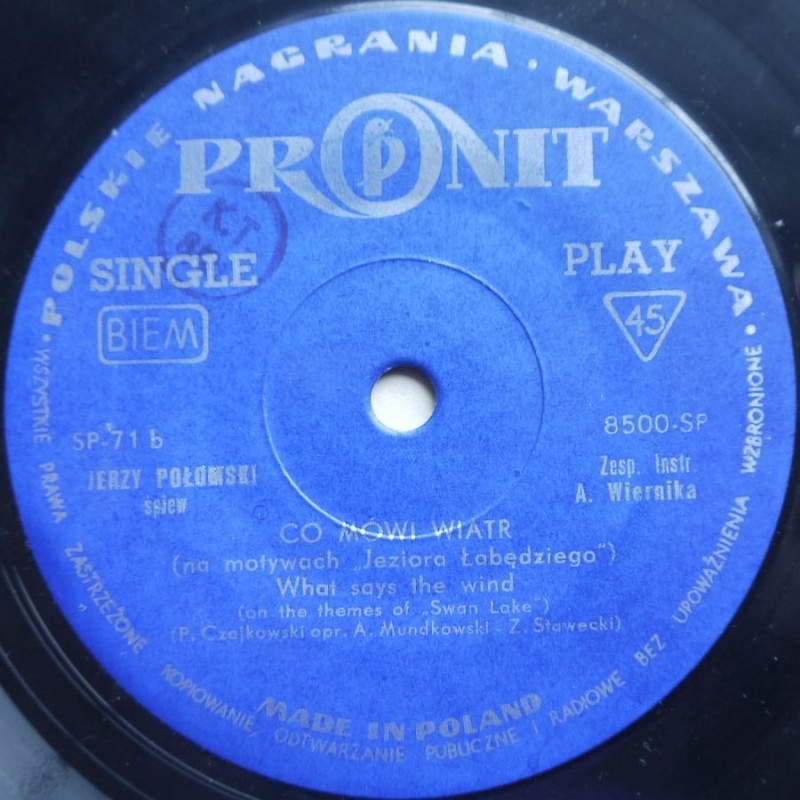 POLSKIE NAGRANIA · WARSZAWA ·
PRONIT
K.T
SINGLE PLAY
BIEM 45
SP-71 b 8500-SP
JERZY POŁOMSKI
śpiew
Zesp. Instr.
A. Wiernika
CO MÓWI WIATR
(na motywach „Jeziora Łabędziego")
What says the wind
(on the themes of „Swan Lake")
(P. Czajkowski opr. A. Mundkowski - Z. Stawecki)
MADE IN POLAND
WSZYSTKIE PRAWA ZASTRZEŻONE KOPIOWANIE, ODTWARZANIE PUBLICZNE I RADIOWE BEZ UPOWAŻNIENIA WZBRONIONE